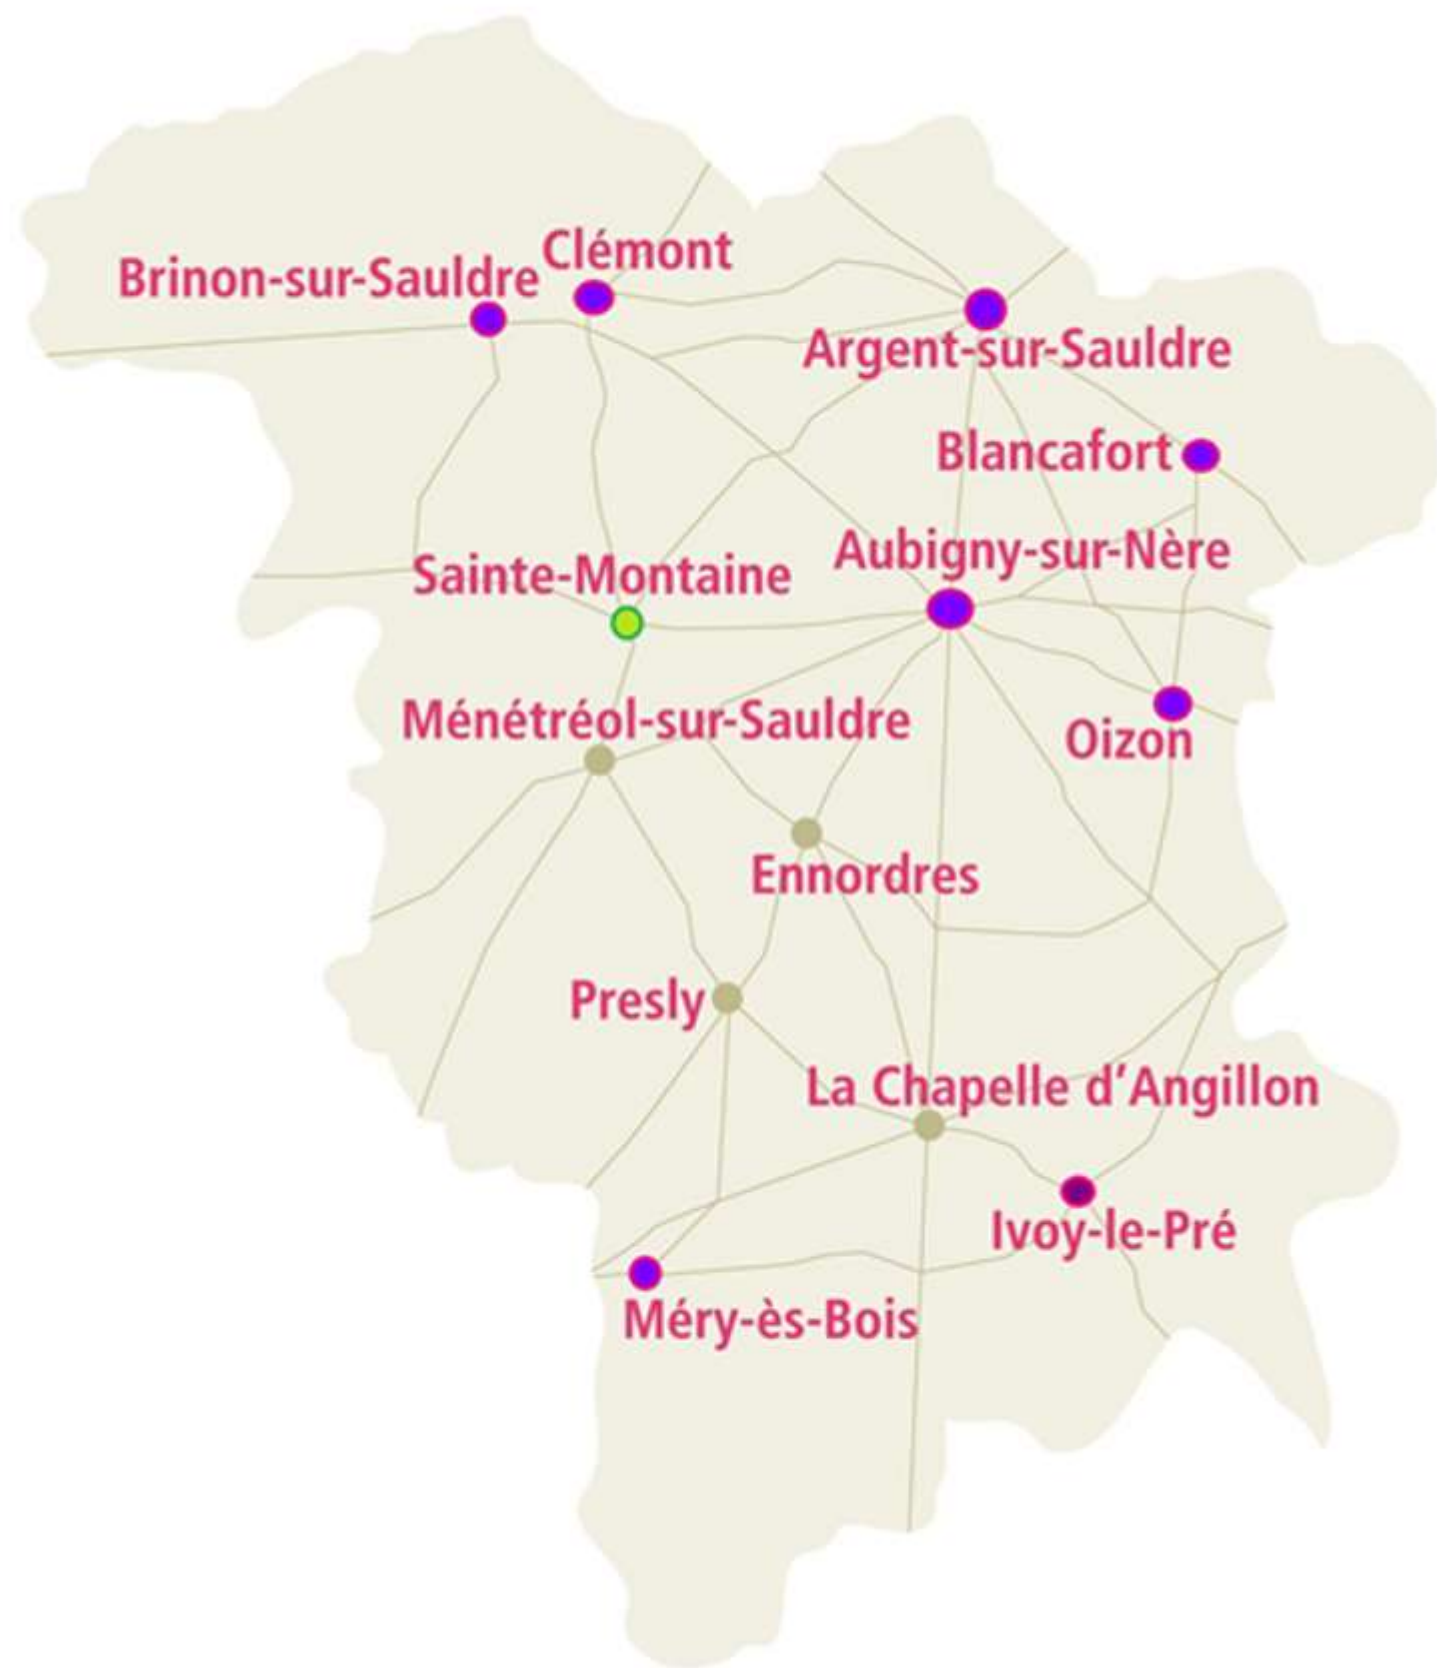 Clémont
Brinon-sur-Sauldre
Argent-sur-Sauldre
Blancafort
Aubigny-sur-Nère
Sainte-Montaine
Ménétréol-sur-Sauldre
Oizon
Ennordres
Presly
La Chapelle d’Angillon
Ivoy-le-Pré
Méry-ès-Bois